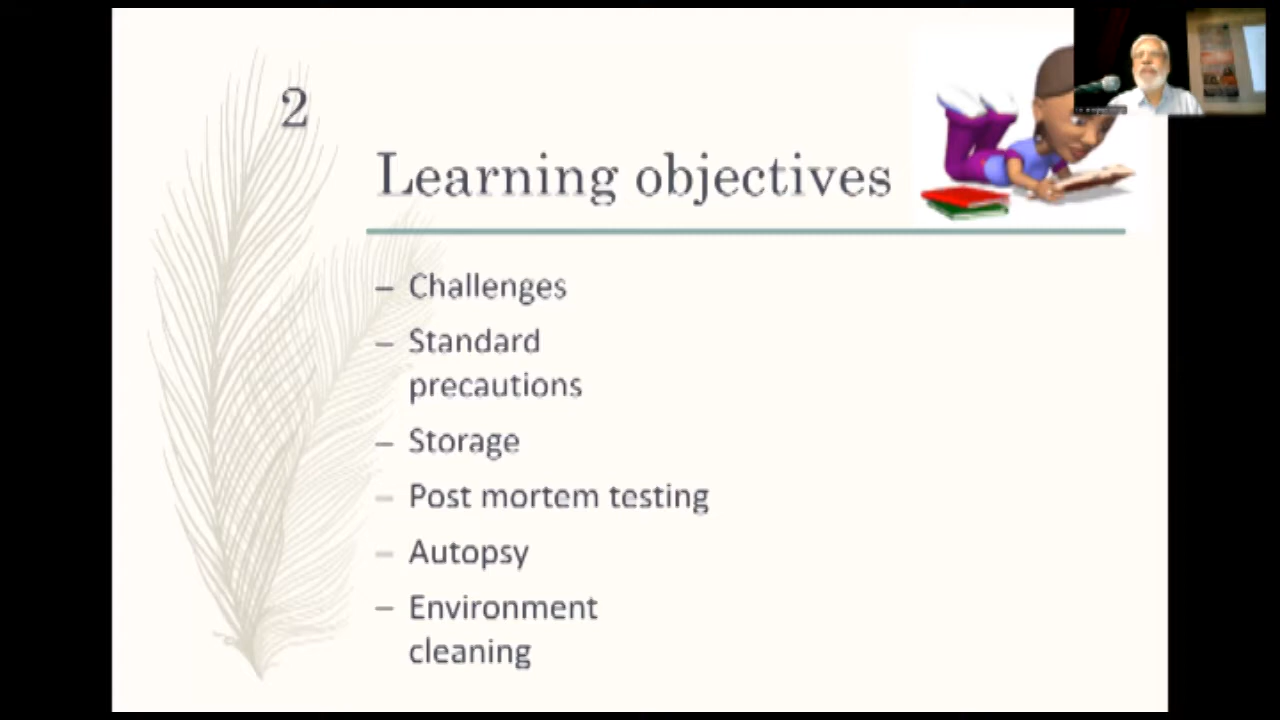 2
Learning objectives
– Challenges
– Standard
precautions
– Storage
– Post mortem testing
– Autopsy
– Environment
cleaning